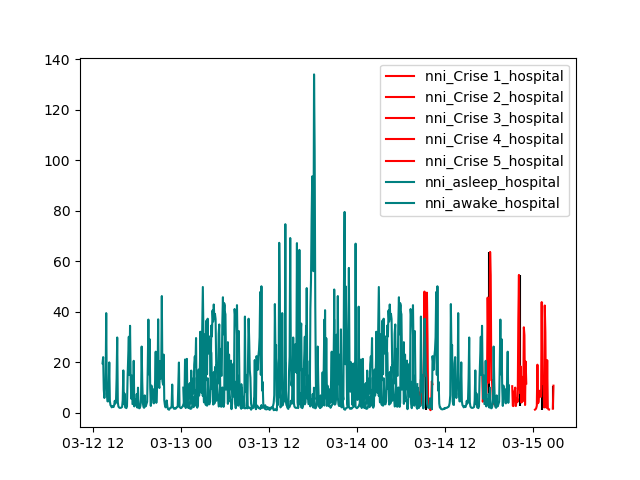 140
120
100
80
60
40
20
0
03-12 12
03-13 00
03-13 12
03-14 00
03-14 12
03-15 00
nni_Crise 1_hospital
nni_Crise 2_hospital
nni_Crise 3_hospital
nni_Crise 4_hospital
nni_Crise 5_hospital
nni_asleep_hospital
nni_awake_hospital